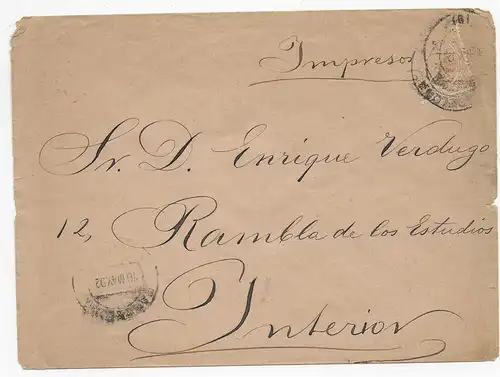 Impresos
Sr. D. Enrique Verdugo
12, Rambla de los Estudios
Interior